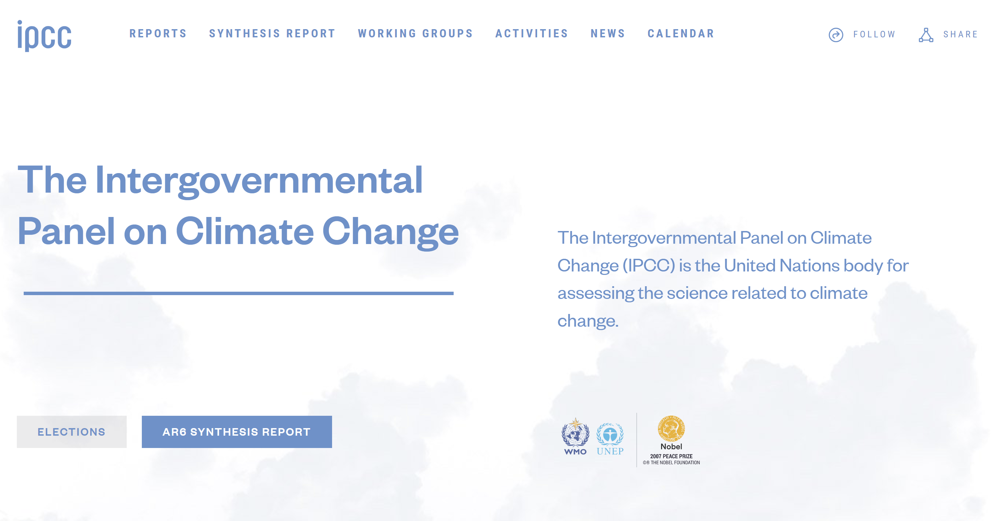 ipcc
REPORTS SYNTHESIS REPORT WORKING GROUPS ACTIVITIES NEWS CALENDAR FOLLOW SHARE
The Intergovernmental
Panel on Climate Change
The Intergovernmental Panel on Climate
Change (IPCC) is the United Nations body for
assessing the science related to climate
change.
ELECTIONS AR6 SYNTHESIS REPORT
WMO UNEP
Nobel
2007 PEACE PRIZE
©® THE NOBEL FOUNDATION